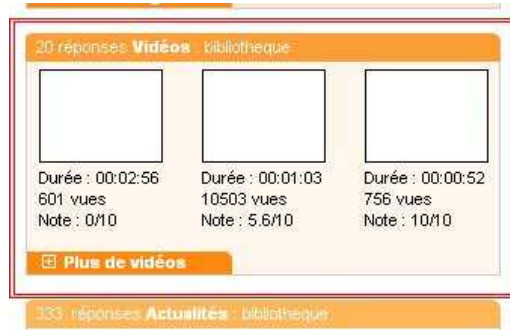 20 réponses Vidéos : bibliotheque
Durée : 00:02:56
601 vues
Note : 0/10
Durée : 00:01:03
10503 vues
Note : 5.6/10
Durée : 00:00:52
756 vues
Note : 10/10
Plus de vidéos
333 réponses Actualités : bibliotheque